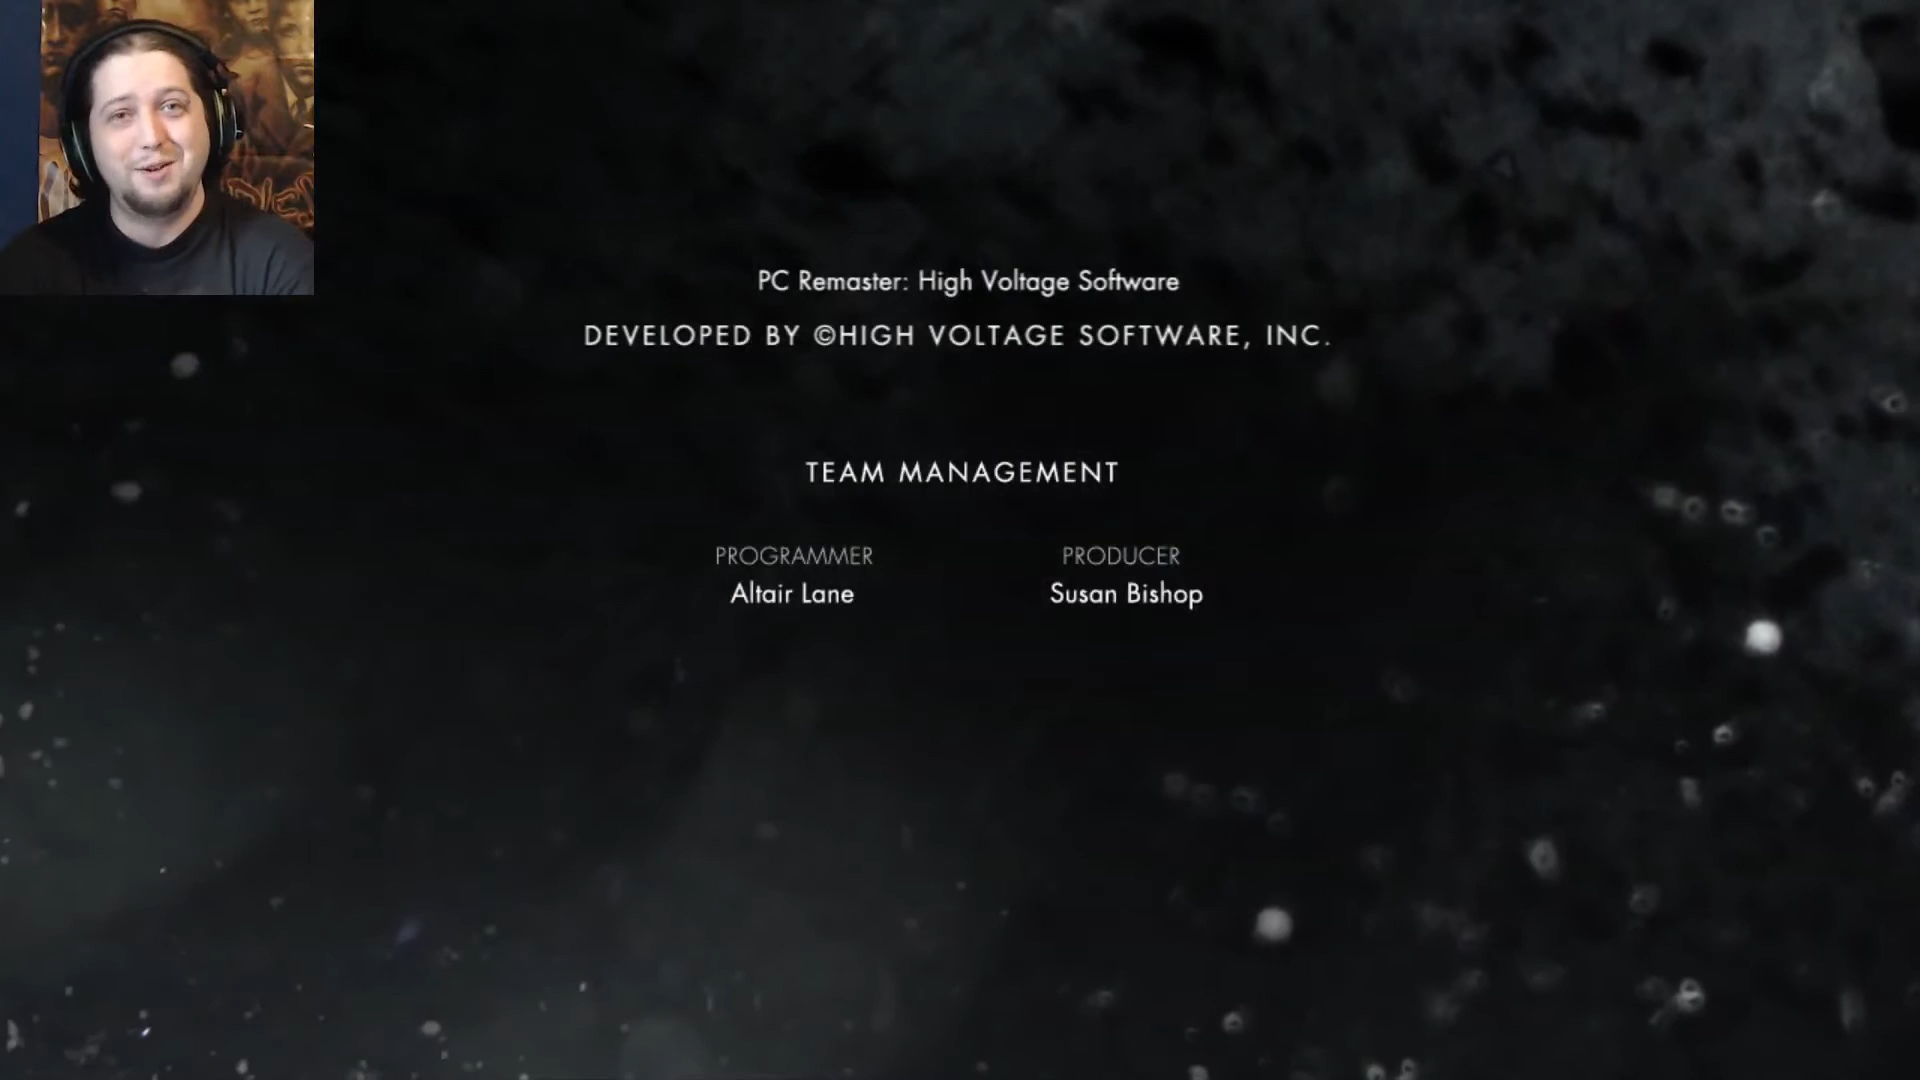 PC Remaster: High Voltage Software
DEVELOPED BY ©HIGH VOLTAGE SOFTWARE, INC.
TEAM MANAGEMENT
PROGRAMMER PRODUCER
Altair Lane Susan Bishop